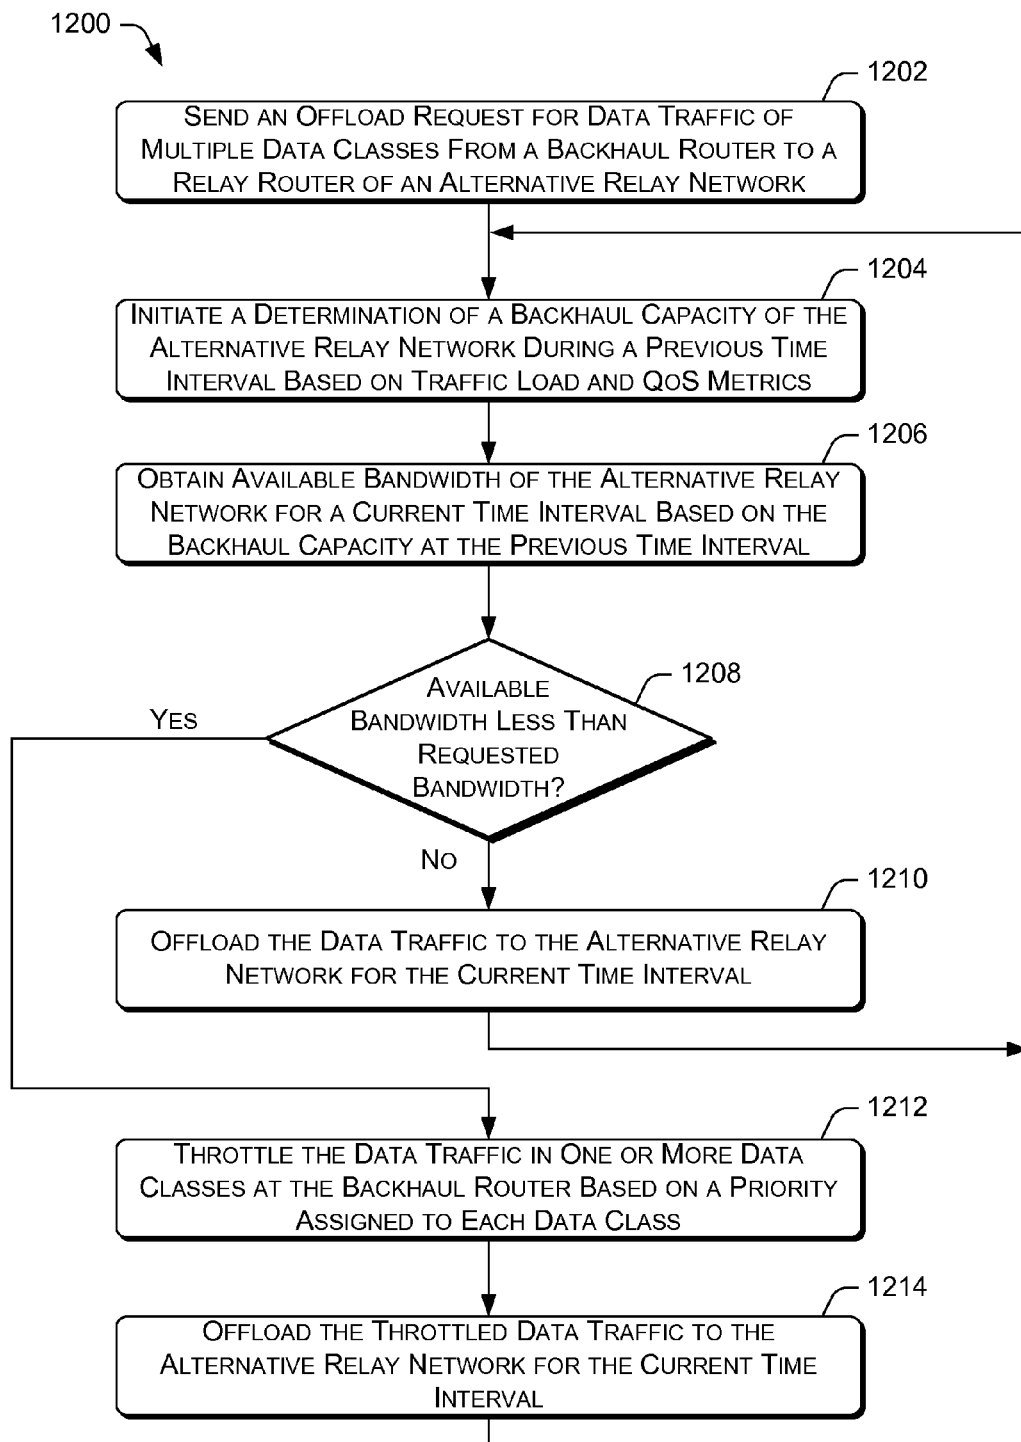 1200
1202
SEND AN OFFLOAD REQUEST FOR DATA TRAFFIC OF
MULTIPLE DATA CLASSES FROM A BACKHAUL ROUTER TO A
RELAY ROUTER OF AN ALTERNATIVE RELAY NETWORK
1204
INITIATE A DETERMINATION OF A BACKHAUL CAPACITY OF THE
ALTERNATIVE RELAY NETWORK DURING A PREVIOUS TIME
INTERVAL BASED ON TRAFFIC LOAD AND QOS METRICS
1206
OBTAIN AVAILABLE BANDWIDTH OF THE ALTERNATIVE RELAY
NETWORK FOR A CURRENT TIME INTERVAL BASED ON THE
BACKHAUL CAPACITY AT THE PREVIOUS TIME INTERVAL
1208
AVAILABLE
BANDWIDTH LESS THAN
REQUESTED
BANDWIDTH?
YES
NO
1210
OFFLOAD THE DATA TRAFFIC TO THE ALTERNATIVE RELAY
NETWORK FOR THE CURRENT TIME INTERVAL
1212
THROTTLE THE DATA TRAFFIC IN ONE OR MORE DATA
CLASSES AT THE BACKHAUL ROUTER BASED ON A PRIORITY
ASSIGNED TO EACH DATA CLASS
1214
OFFLOAD THE THROTTLED DATA TRAFFIC TO THE
ALTERNATIVE RELAY NETWORK FOR THE CURRENT TIME
INTERVAL